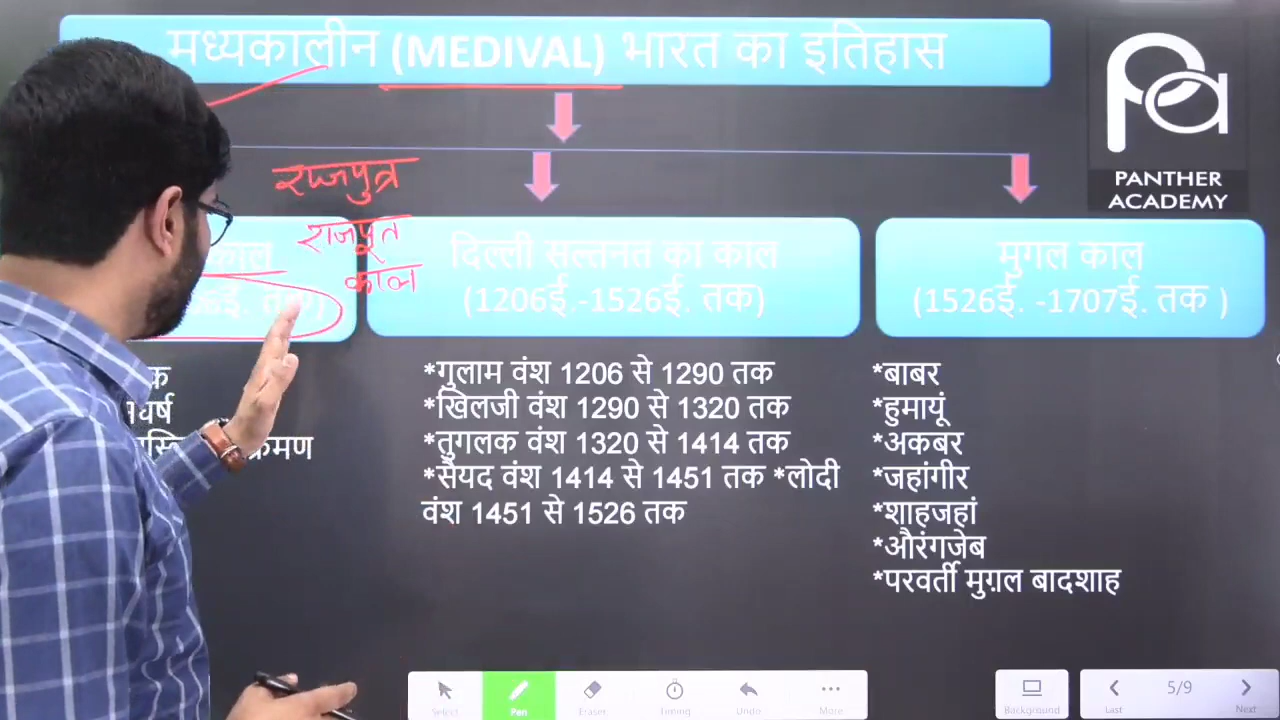 मध्यकालीन (MEDIVAL) भारत का इतिहास
PANTHER
ACADEMY
राजपुत्र
राजपूत
काल
काल
ई. तक)
दिल्ली सल्तनत का काल
(1206ई.-1526ई. तक)
मुगल काल
(1526ई. -1707ई. तक )
*गुलाम वंश 1206 से 1290 तक
*खिलजी वंश 1290 से 1320 तक
*तुगलक वंश 1320 से 1414 तक
*सैयद वंश 1414 से 1451 तक *लोदी
वंश 1451 से 1526 तक
*बाबर
*हुमायूं
*अकबर
*जहांगीर
*शाहजहां
*औरंगजेब
*परवर्ती मुग़ल बादशाह
Select
Pen
Eraser
Timing
Undo
More
Background
Last
5/9
Next